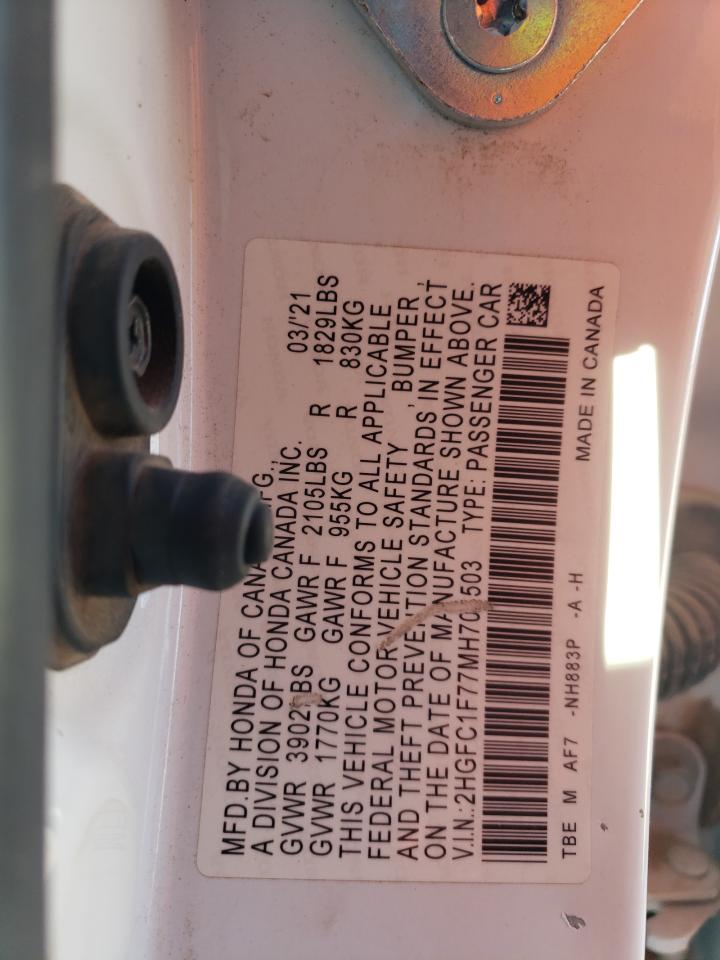 MFD. BY HONDA OF FG., 03/'21
A DIVISION OF HONDA CANADA INC.
GVWR LBS GAWR F 2105LBS R 1829LBS
GVWR 1770KG GAWR F 955KG R 830KG
THIS VEHICLE CONFORMS TO ALL APPLICABLE
FEDERAL MOTOR VEHICLE SAFETY , BUMPER ,
AND THEFT PREVENTION STANDARDS IN EFFECT
ON THE DATE OF MANUFACTURE SHOWN ABOVE.
V.I.N.: TYPE: PASSENGER CAR
TBE M AF7 -NH883P -A -H
MADE IN CANADA